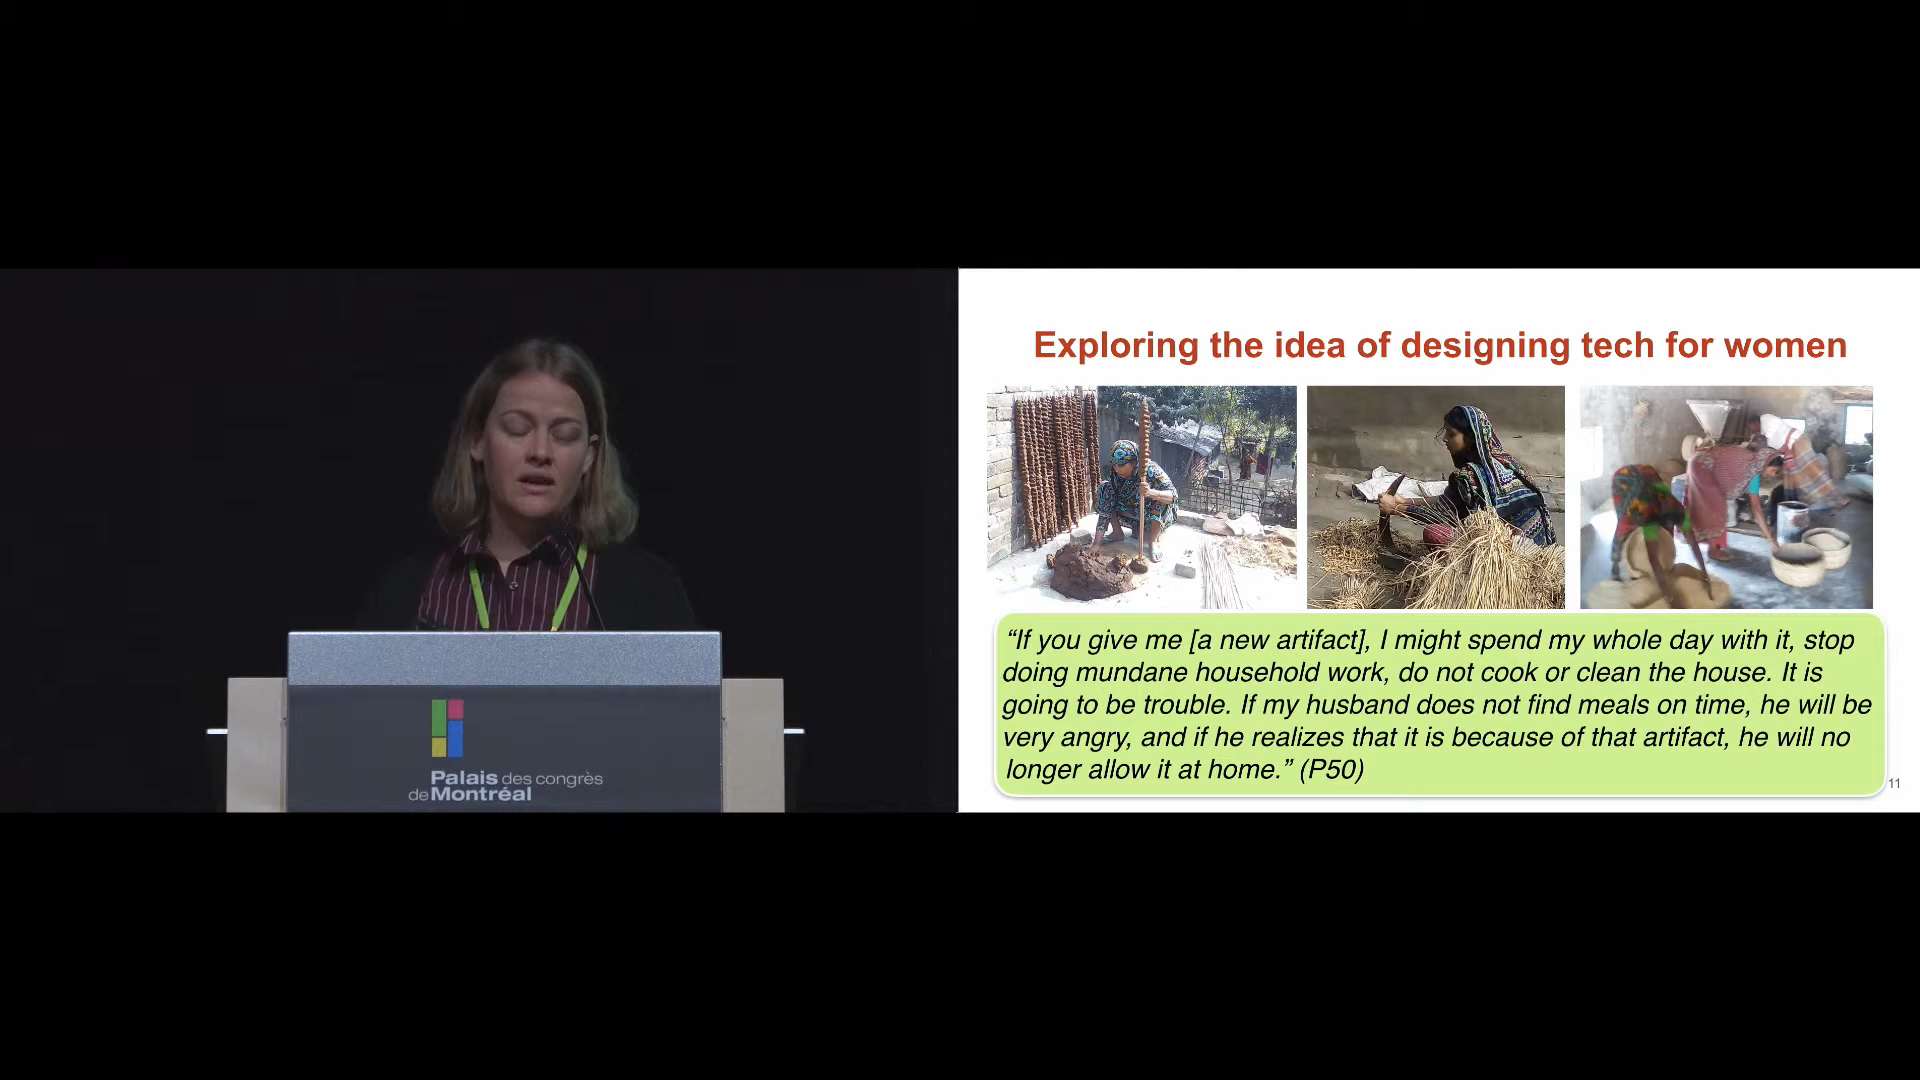 Exploring the idea of designing tech for women
“If you give me [a new artifact], I might spend my whole day with it, stop
doing mundane household work, do not cook or clean the house. It is
going to be trouble. If my husband does not find meals on time, he will be
very angry, and if he realizes that it is because of that artifact, he will no
longer allow it at home.” (P50)
11
Palais des congrès
de Montréal